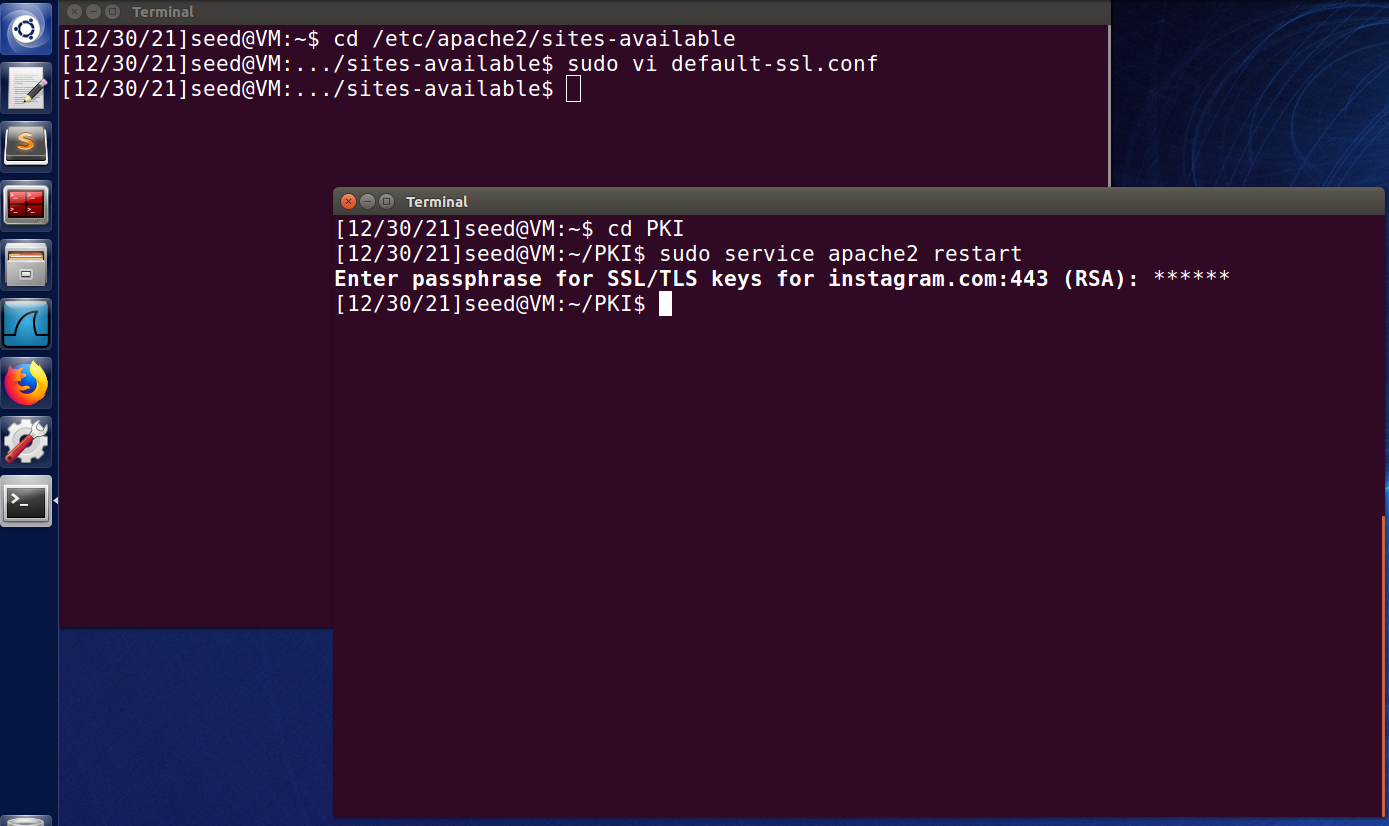 Terminal
[12/30/21]seed@VM:~$ cd /etc/apache2/sites-available
[12/30/21]seed@VM:.../sites-available$ sudo vi default-ssl.conf
[12/30/21]seed@VM:.../sites-available$
Terminal
[12/30/21]seed@VM:~$ cd PKI
[12/30/21]seed@VM:~/PKI$ sudo service apache2 restart
Enter passphrase for SSL/TLS keys for instagram.com:443 (RSA): ******
[12/30/21]seed@VM:~/PKI$